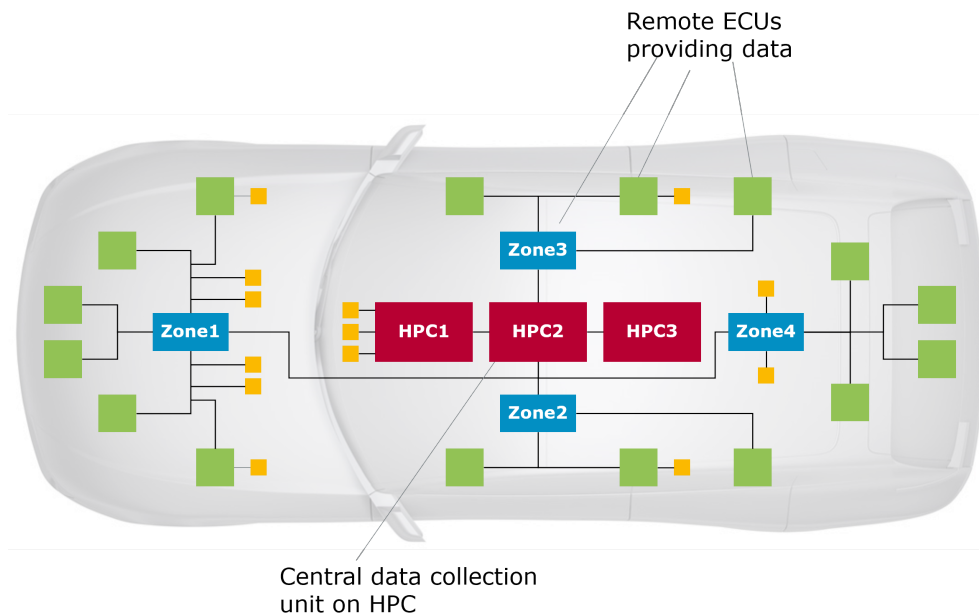 Remote ECUs
providing data
Zone3
HPC1
HPC2
HPC3
Zone1
Zone4
Zone2
Central data collection
unit on HPC